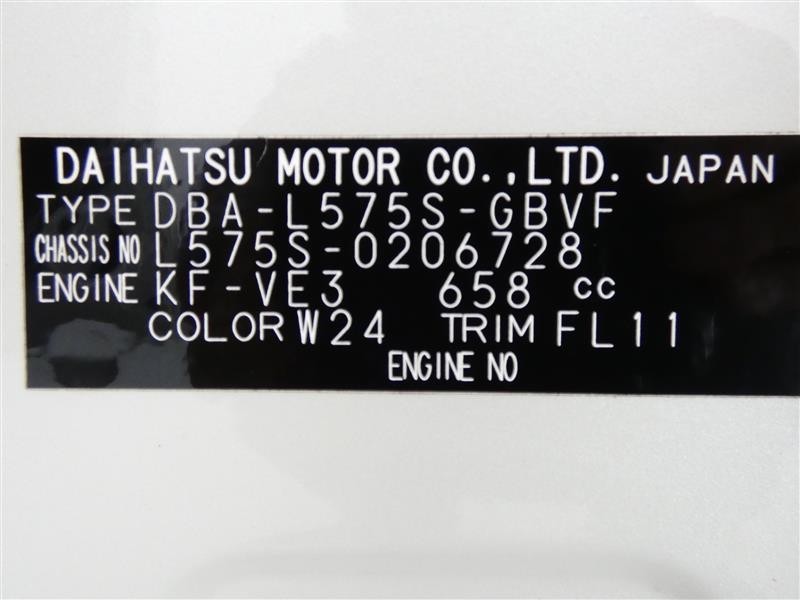 DAIHATSU MOTOR CO.,LTD. JAPAN
TYPE DBA-L575S-GBVF
CHASSIS NO L575S-0206728
ENGINE KF-VE3 658 cc
COLOR W24 TRIM FL11
ENGINE NO